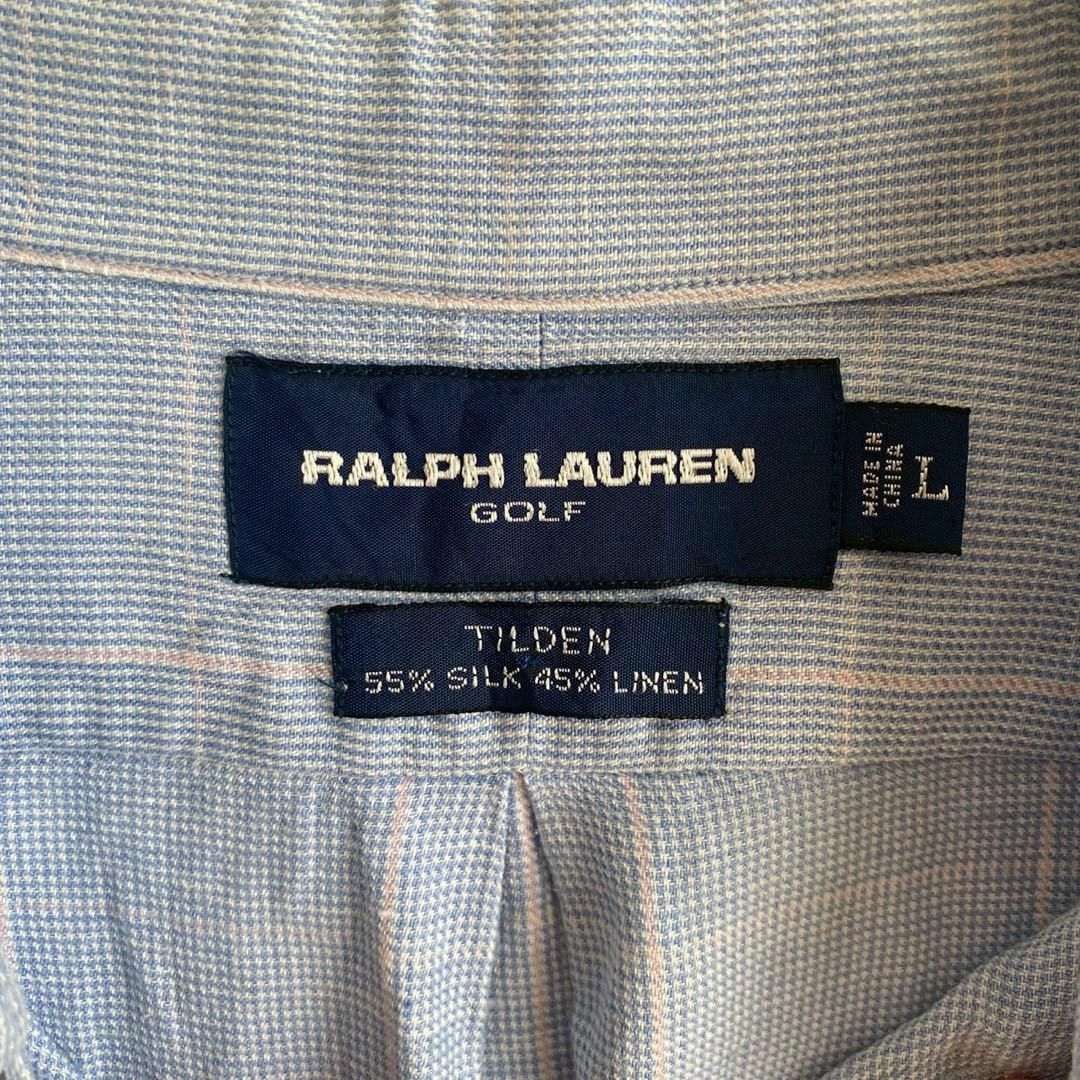 RALPH LAUREN
GOLF
MADE IN
CHINA
L
TILDEN
55% SILK 45% LINEN